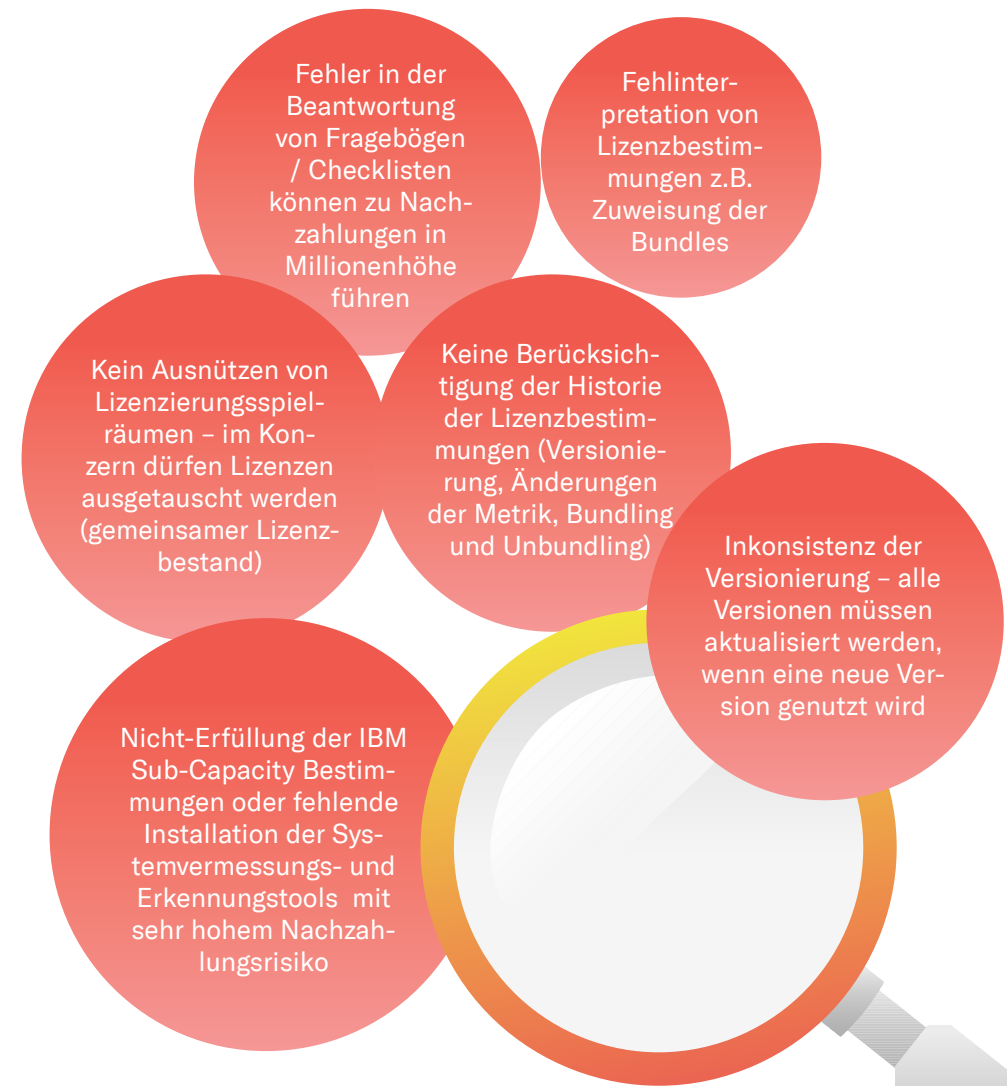 Fehler in der
Beantwortung
von Fragebögen
/ Checklisten
können zu Nach-
zahlungen in
Millionenhöhe
führen
Fehlinter-
pretation von
Lizenzbestim-
mungen z.B.
Zuweisung der
Bundles
Kein Ausnützen von
Lizenzierungsspiel-
räumen – im Kon-
zern dürfen Lizenzen
ausgetauscht werden
(gemeinsamer Lizenz-
bestand)
Keine Berücksich-
tigung der Historie
der Lizenzbestim-
mungen (Versionie-
rung, Änderungen
der Metrik, Bundling
und Unbundling)
Inkonsistenz der
Versionierung – alle
Versionen müssen
aktualisiert werden,
wenn eine neue Ver-
sion genutzt wird
Nicht-Erfüllung der IBM
Sub-Capacity Bestim-
mungen oder fehlende
Installation der Sys-
temvermessungs- und
Erkennungstools mit
sehr hohem Nachzah-
lungsrisiko